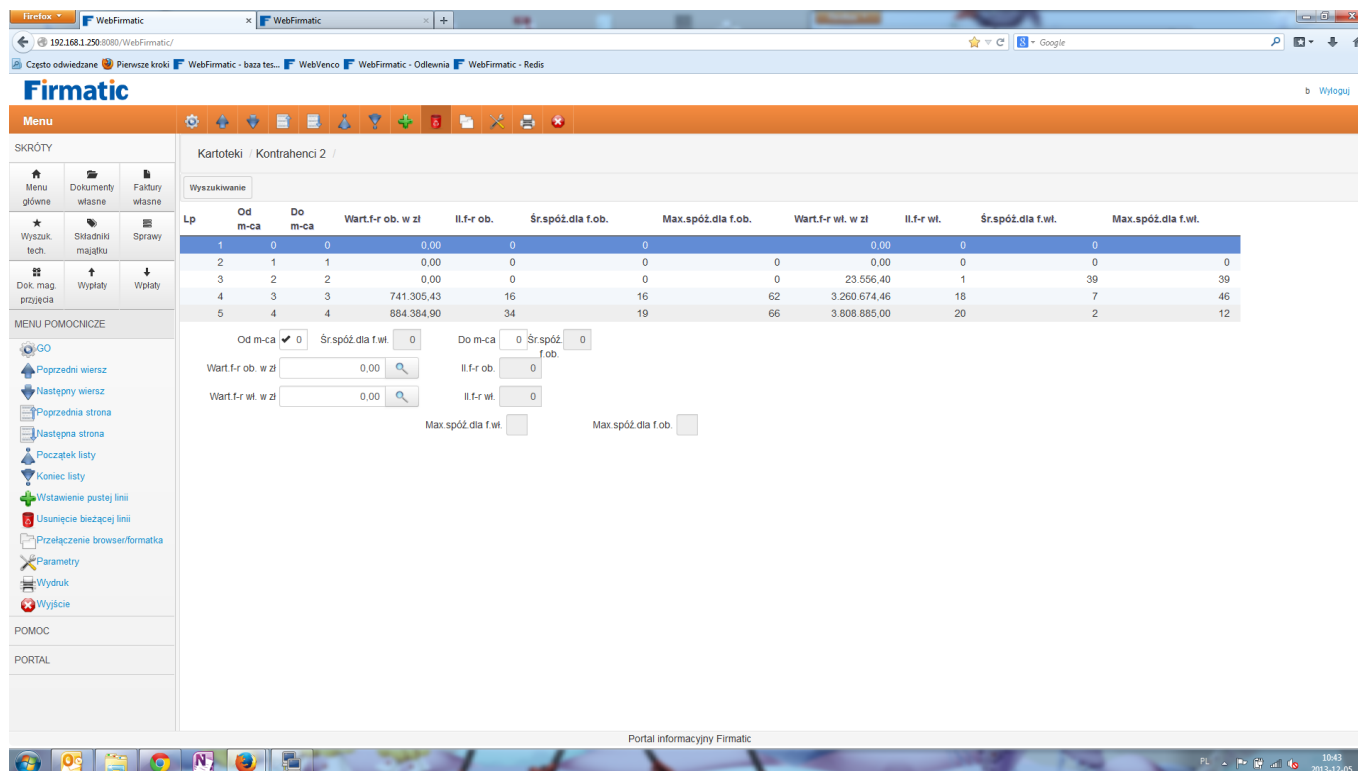 Firefox
WebFirmatic
WebFirmatic
192.168.1.250:8080/WebFirmatic/
Google
Często odwiedzane Pierwsze kroki WebFirmatic - baza tes... WebVenco WebFirmatic - Odlewnia WebFirmatic - Redis
Firmatic
b Wyloguj
Menu
SKRÓTY
Menu główne
Dokumenty własne
Faktury własne
Wyszuk. tech.
Składniki majątku
Sprawy
Dok. mag. przyjęcia
Wypłaty
Wpłaty
MENU POMOCNICZE
GO
Poprzedni wiersz
Następny wiersz
Poprzednia strona
Następna strona
Początek listy
Koniec listy
Wstawienie pustej linii
Usunięcie bieżącej linii
Przełączenie browser/formatka
Parametry
Wydruk
Wyjście
POMOC
PORTAL
Kartoteki / Kontrahenci 2 /
Wyszukiwanie
Lp Od m-ca Do m-ca Wart.f-r ob. w zł Il.f-r ob. Śr.spóź.dla f.ob. Max.spóź.dla f.ob. Wart.f-r wł. w zł Il.f-r wł. Śr.spóź.dla f.wł. Max.spóź.dla f.wł.
1 0 0 0,00 0 0 0,00 0 0
2 1 1 0,00 0 0 0 0,00 0 0 0
3 2 2 0,00 0 0 0 23.556,40 1 39 39
4 3 3 741.305,43 16 16 62 3.260.674,46 18 7 46
5 4 4 884.384,90 34 19 66 3.808.885,00 20 2 12
Od m-ca 0 Śr.spóź.dla f.wł. 0 Do m-ca 0 Śr.spóź. f.ob. 0
Wart.f-r ob. w zł 0,00 Il.f-r ob. 0
Wart.f-r wł. w zł 0,00 Il.f-r wł. 0
Max.spóź.dla f.wł. Max.spóź.dla f.ob.
Portal informacyjny Firmatic
PL 10:43
2013-12-05